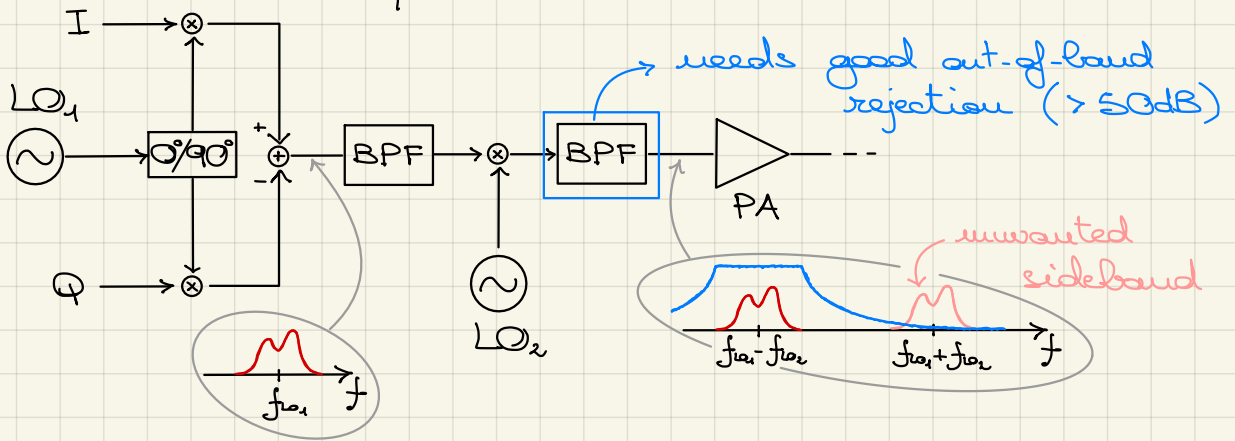 I
needs good out-of-band
rejection (>50dB)
LO1
0°/90°
+
−
BPF
BPF
PA
Q
LO2
unwanted
sideband
fLO1
f
fLO1-fLO2
fLO1+fLO2
f